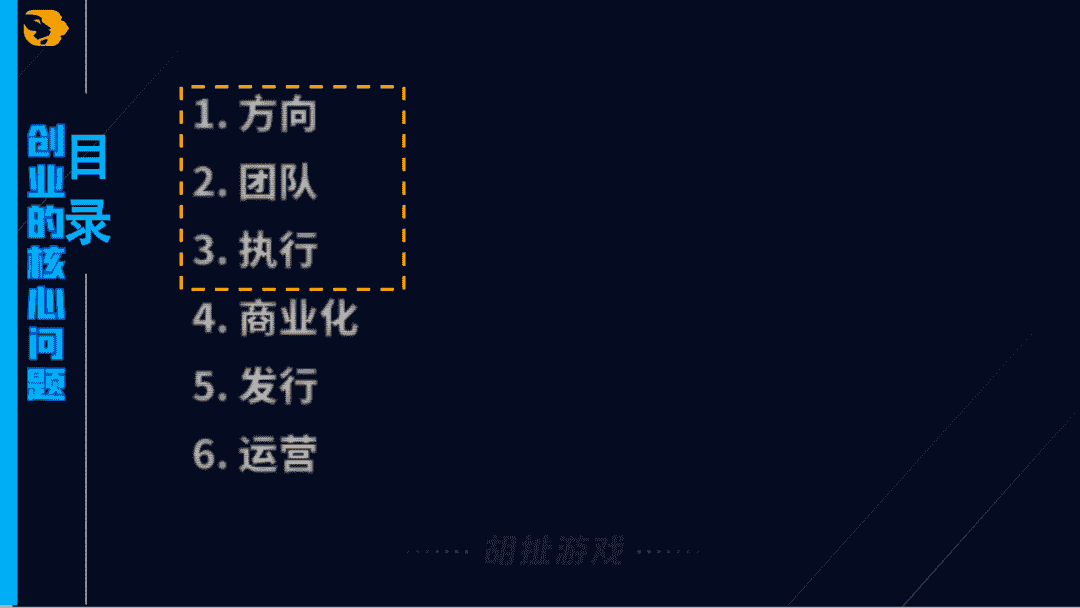 创业的核心问题
目录
1. 方向
2. 团队
3. 执行
4. 商业化
5. 发行
6. 运营
胡扯游戏